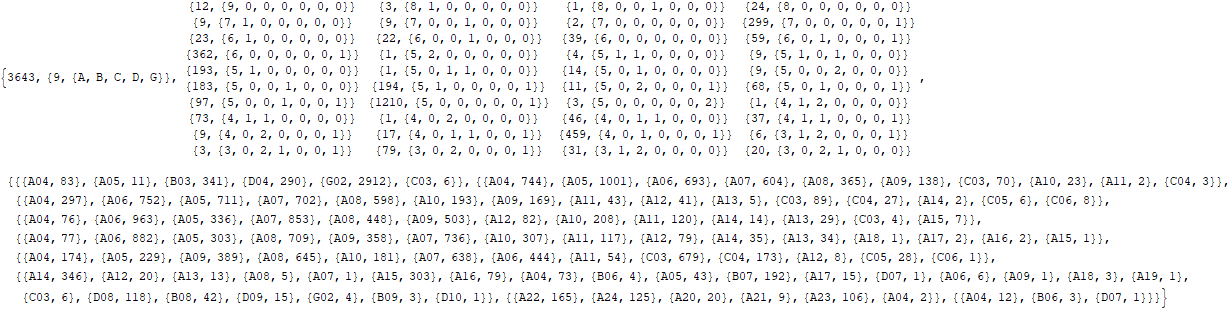 {12, {9, 0, 0, 0, 0, 0, 0}} {3, {8, 1, 0, 0, 0, 0, 0}} {1, {8, 0, 0, 1, 0, 0, 0}} {24, {8, 0, 0, 0, 0, 0, 0}}
{9, {7, 1, 0, 0, 0, 0, 0}} {9, {7, 0, 0, 1, 0, 0, 0}} {2, {7, 0, 0, 0, 0, 0, 0}} {299, {7, 0, 0, 0, 0, 0, 1}}
{23, {6, 1, 0, 0, 0, 0, 0}} {22, {6, 0, 0, 1, 0, 0, 0}} {39, {6, 0, 0, 0, 0, 0, 0}} {59, {6, 0, 1, 0, 0, 0, 1}}
{362, {6, 0, 0, 0, 0, 0, 1}} {1, {5, 2, 0, 0, 0, 0, 0}} {4, {5, 1, 1, 0, 0, 0, 0}} {9, {5, 1, 0, 1, 0, 0, 0}}
{3643, {9, {A, B, C, D, G}}, {193, {5, 1, 0, 0, 0, 0, 0}} {1, {5, 0, 1, 1, 0, 0, 0}} {14, {5, 0, 1, 0, 0, 0, 0}} {9, {5, 0, 0, 2, 0, 0, 0}} ,
{183, {5, 0, 0, 1, 0, 0, 0}} {194, {5, 1, 0, 0, 0, 0, 1}} {11, {5, 0, 2, 0, 0, 0, 1}} {68, {5, 0, 1, 0, 0, 0, 1}}
{97, {5, 0, 0, 1, 0, 0, 1}} {1210, {5, 0, 0, 0, 0, 0, 1}} {3, {5, 0, 0, 0, 0, 0, 2}} {1, {4, 1, 2, 0, 0, 0, 0}}
{73, {4, 1, 1, 0, 0, 0, 0}} {1, {4, 0, 2, 0, 0, 0, 0}} {46, {4, 0, 1, 1, 0, 0, 0}} {37, {4, 1, 1, 0, 0, 0, 1}}
{9, {4, 0, 2, 0, 0, 0, 1}} {17, {4, 0, 1, 1, 0, 0, 1}} {459, {4, 0, 1, 0, 0, 0, 1}} {6, {3, 1, 2, 0, 0, 0, 1}}
{3, {3, 0, 2, 1, 0, 0, 1}} {79, {3, 0, 2, 0, 0, 0, 1}} {31, {3, 1, 2, 0, 0, 0, 0}} {20, {3, 0, 2, 1, 0, 0, 0}}
{{{A04, 83}, {A05, 11}, {B03, 341}, {D04, 290}, {G02, 2912}, {C03, 6}}, {{A04, 744}, {A05, 1001}, {A06, 693}, {A07, 604}, {A08, 365}, {A09, 138}, {C03, 70}, {A10, 23}, {A11, 2}, {C04, 3}},
{{A04, 297}, {A06, 752}, {A05, 711}, {A07, 702}, {A08, 598}, {A10, 193}, {A09, 169}, {A11, 43}, {A12, 41}, {A13, 5}, {C03, 89}, {C04, 27}, {A14, 2}, {C05, 6}, {C06, 8}},
{{A04, 76}, {A06, 963}, {A05, 336}, {A07, 853}, {A08, 448}, {A09, 503}, {A12, 82}, {A10, 208}, {A11, 120}, {A14, 14}, {A13, 29}, {C03, 4}, {A15, 7}},
{{A04, 77}, {A06, 882}, {A05, 303}, {A08, 709}, {A09, 358}, {A07, 736}, {A10, 307}, {A11, 117}, {A12, 79}, {A14, 35}, {A13, 34}, {A18, 1}, {A17, 2}, {A16, 2}, {A15, 1}},
{{A04, 174}, {A05, 229}, {A09, 389}, {A08, 645}, {A10, 181}, {A07, 638}, {A06, 444}, {A11, 54}, {C03, 679}, {C04, 173}, {A12, 8}, {C05, 28}, {C06, 1}},
{{A14, 346}, {A12, 20}, {A13, 13}, {A08, 5}, {A07, 1}, {A15, 303}, {A16, 79}, {A04, 73}, {B06, 4}, {A05, 43}, {B07, 192}, {A17, 15}, {D07, 1}, {A06, 6}, {A09, 1}, {A18, 3}, {A19, 1},
{C03, 6}, {D08, 118}, {B08, 42}, {D09, 15}, {G02, 4}, {B09, 3}, {D10, 1}}, {{A22, 165}, {A24, 125}, {A20, 20}, {A21, 9}, {A23, 106}, {A04, 2}}, {{A04, 12}, {B06, 3}, {D07, 1}}}}